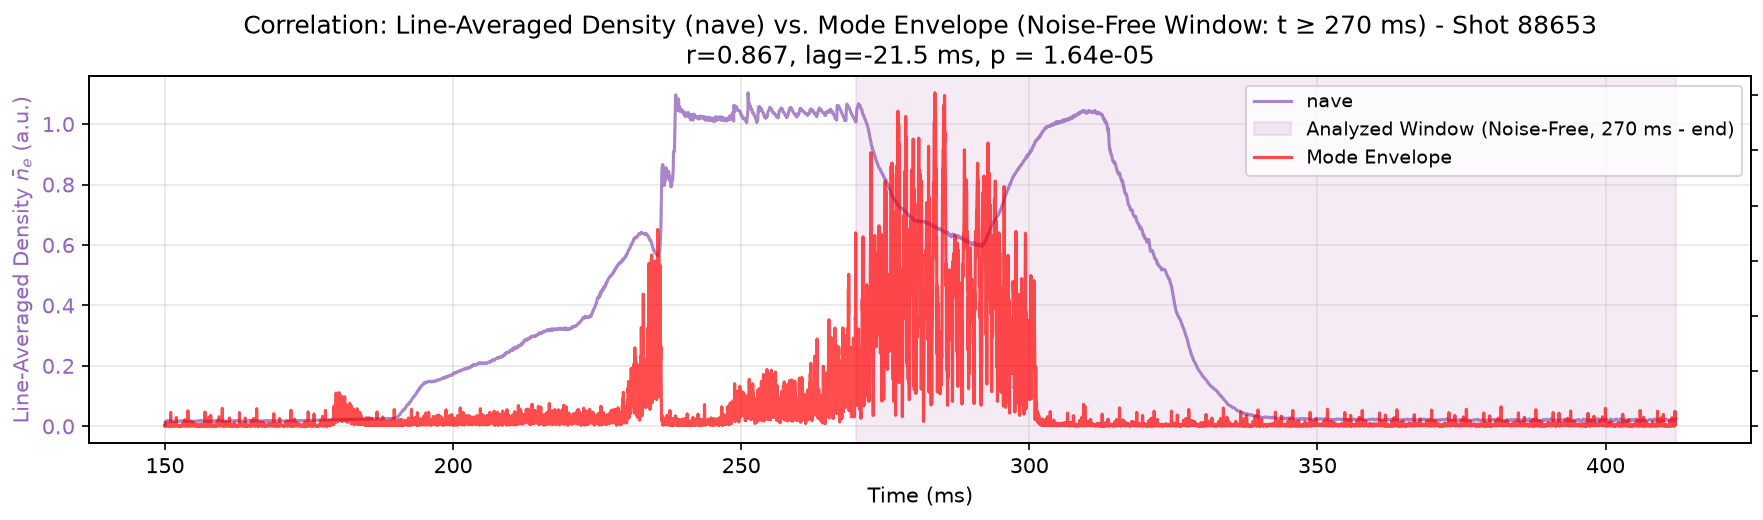 Correlation: Line-Averaged Density (nave) vs. Mode Envelope (Noise-Free Window: t ≥ 270 ms) - Shot 88653
r=0.867, lag=-21.5 ms, p = 1.64e-05
Line-Averaged Density n̄ₑ (a.u.)
1.0
0.8
0.6
0.4
0.2
0.0
nave
Analyzed Window (Noise-Free, 270 ms - end)
Mode Envelope
150 200 250 300 350 400
Time (ms)